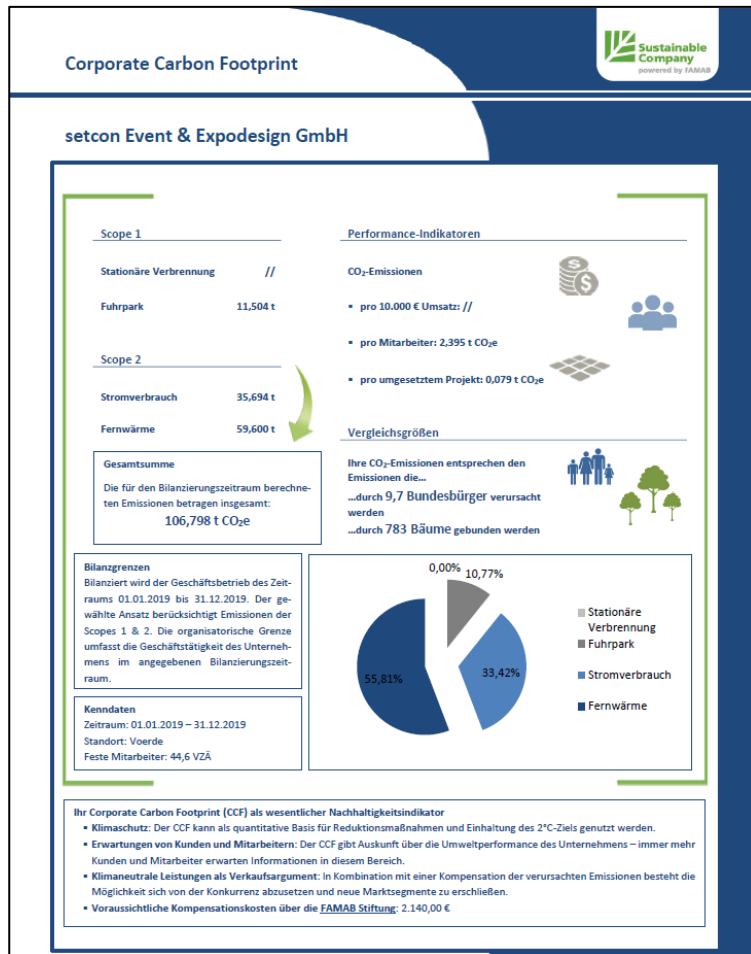 Corporate Carbon Footprint
Sustainable
Company
powered by FAMAB
setcon Event & Expodesign GmbH
Scope 1
Stationäre Verbrennung //
Fuhrpark 11,504 t
Scope 2
Stromverbrauch 35,694 t
Fernwärme 59,600 t
Gesamtsumme
Die für den Bilanzierungszeitraum berechne-
ten Emissionen betragen insgesamt:
106,798 t CO₂e
Performance-Indikatoren
CO₂-Emissionen
▪ pro 10.000 € Umsatz: //
▪ pro Mitarbeiter: 2,395 t CO₂e
▪ pro umgesetztem Projekt: 0,079 t CO₂e
Vergleichsgrößen
Ihre CO₂-Emissionen entsprechen den
Emissionen die...
...durch 9,7 Bundesbürger verursacht
werden
...durch 783 Bäume gebunden werden
Bilanzgrenzen
Bilanziert wird der Geschäftsbetrieb des Zeit-
raums 01.01.2019 bis 31.12.2019. Der ge-
wählte Ansatz berücksichtigt Emissionen der
Scopes 1 & 2. Die organisatorische Grenze
umfasst die Geschäftstätigkeit des Unterneh-
mens im angegebenen Bilanzierungszeit-
raum.
Kenndaten
Zeitraum: 01.01.2019 – 31.12.2019
Standort: Voerde
Feste Mitarbeiter: 44,6 VZÄ
0,00%
10,77%
33,42%
55,81%
Stationäre
Verbrennung
Fuhrpark
Stromverbrauch
Fernwärme
Ihr Corporate Carbon Footprint (CCF) als wesentlicher Nachhaltigkeitsindikator
▪ Klimaschutz: Der CCF kann als quantitative Basis für Reduktionsmaßnahmen und Einhaltung des 2°C-Ziels genutzt werden.
▪ Erwartungen von Kunden und Mitarbeitern: Der CCF gibt Auskunft über die Umweltperformance des Unternehmens – immer mehr
Kunden und Mitarbeiter erwarten Informationen in diesem Bereich.
▪ Klimaneutrale Leistungen als Verkaufsargument: In Kombination mit einer Kompensation der verursachten Emissionen besteht die
Möglichkeit sich von der Konkurrenz abzusetzen und neue Marktsegmente zu erschließen.
▪ Voraussichtliche Kompensationskosten über die FAMAB Stiftung: 2.140,00 €